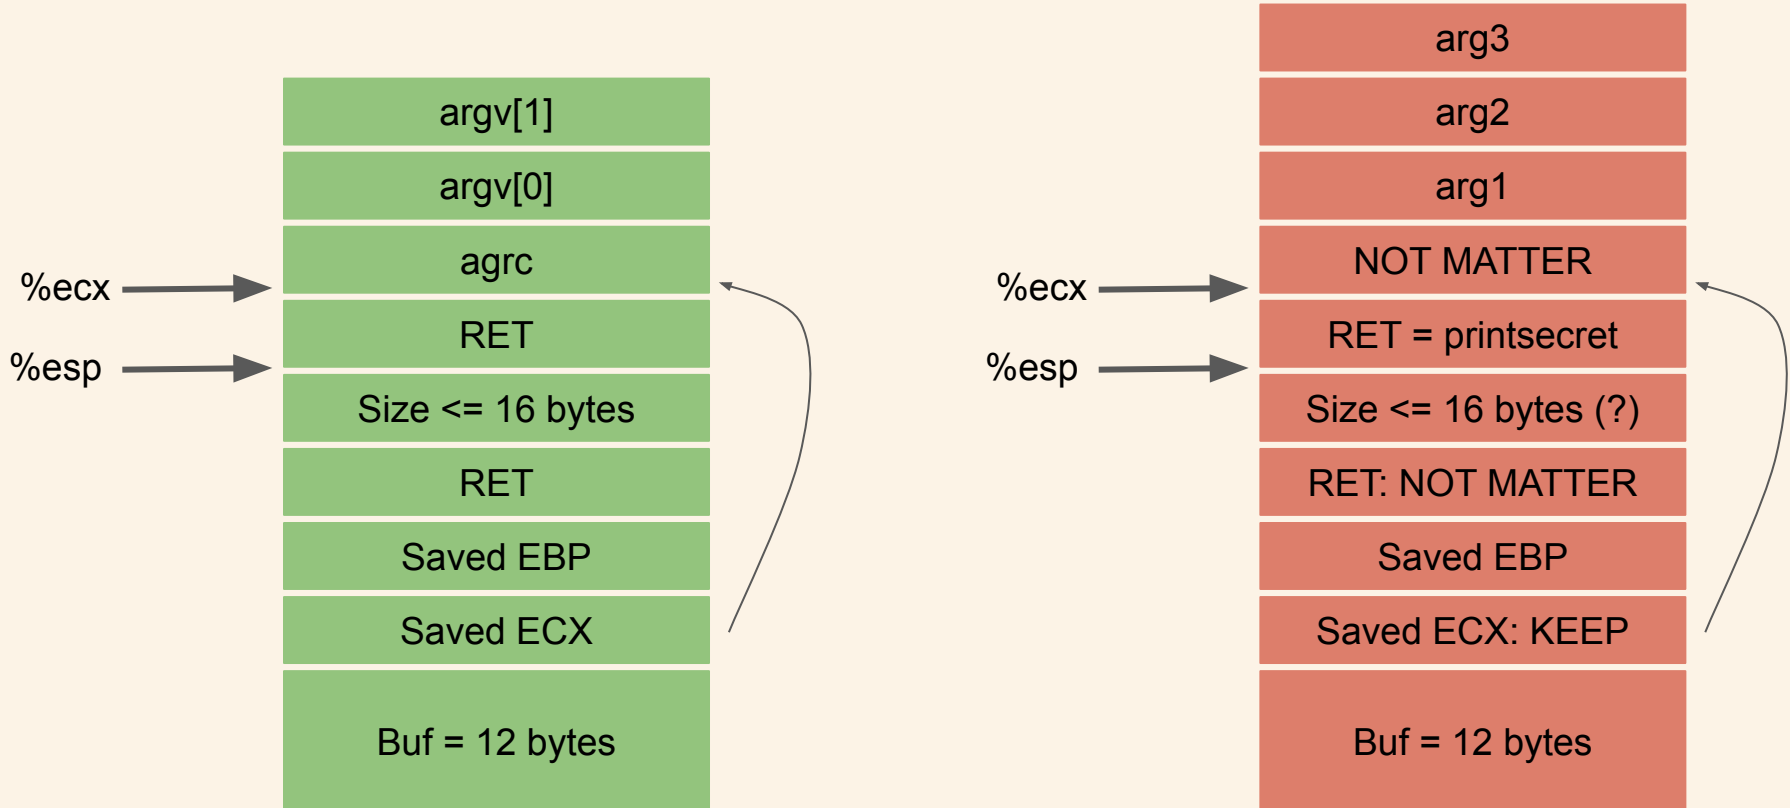 argv[1]
argv[0]
%ecx
agrc
RET
%esp
Size <= 16 bytes
RET
Saved EBP
Saved ECX
Buf = 12 bytes
arg3
arg2
arg1
%ecx
NOT MATTER
RET = printsecret
%esp
Size <= 16 bytes (?)
RET: NOT MATTER
Saved EBP
Saved ECX: KEEP
Buf = 12 bytes